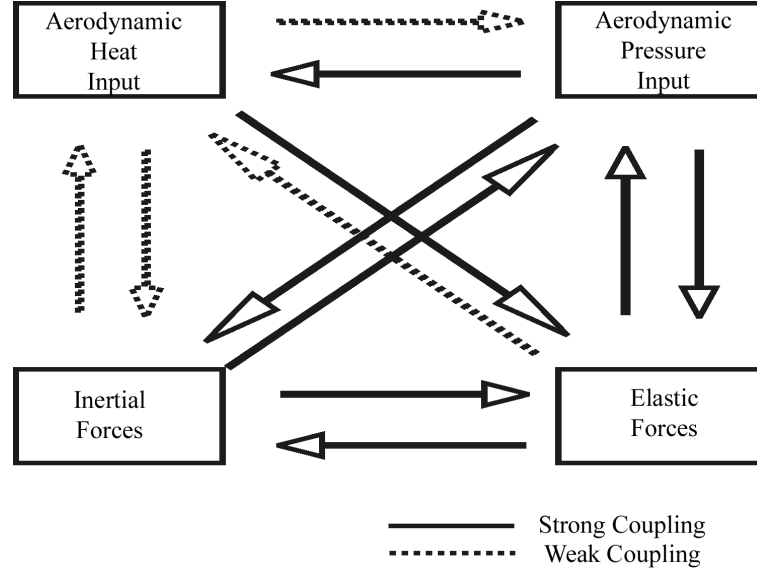 Aerodynamic
Heat
Input
Aerodynamic
Pressure
Input
Inertial
Forces
Elastic
Forces
Strong Coupling
Weak Coupling